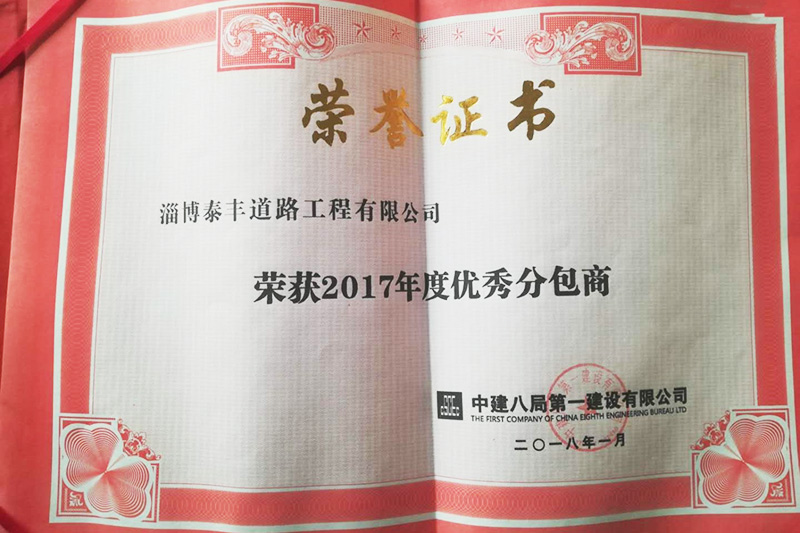 荣誉证书
淄博泰丰道路工程有限公司
荣获2017年度优秀分包商
中建八局第一建设有限公司
THE FIRST COMPANY OF CHINA EIGHTH ENGINEERING BUREAU LTD
二〇一八年一月